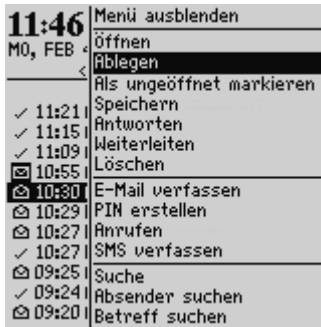 11:46
MO, FEB
Menü ausblenden
Öffnen
Ablegen
Als ungeöffnet markieren
Speichern
Antworten
Weiterleiten
Löschen
E-Mail verfassen
PIN erstellen
Anrufen
SMS verfassen
Suche
Absender suchen
Betreff suchen
11:21
11:15
11:09
10:55
10:30
10:29
10:27
10:27
09:25
09:24
09:20